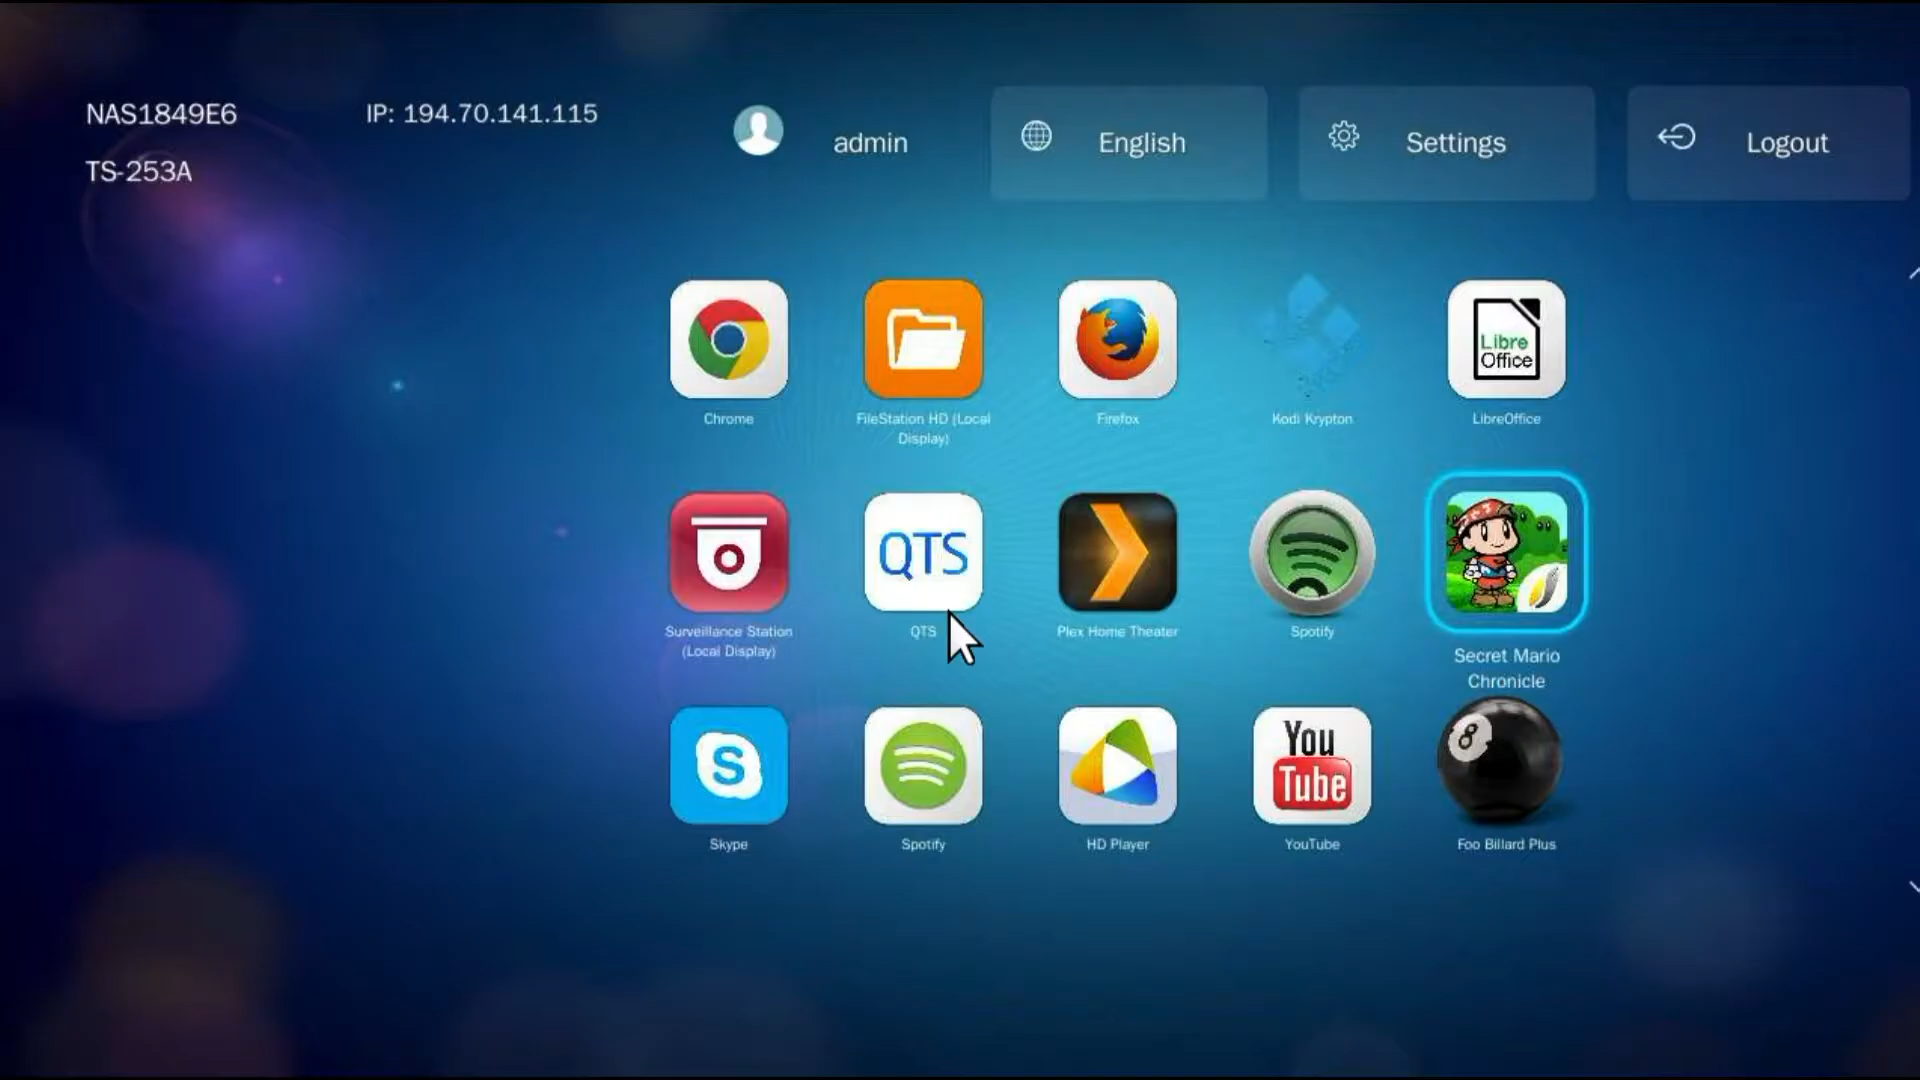 NAS1849E6
IP: 194.70.141.115
TS-253A
admin
English
Settings
Logout
Chrome
FileStation HD (Local
Display)
Firefox
Kodi Krypton
Libre
Office
LibreOffice
Surveillance Station
(Local Display)
QTS
QTS
Plex Home Theater
Spotify
Secret Mario
Chronicle
S
Skype
Spotify
HD Player
You
Tube
YouTube
8
Foo Billard Plus